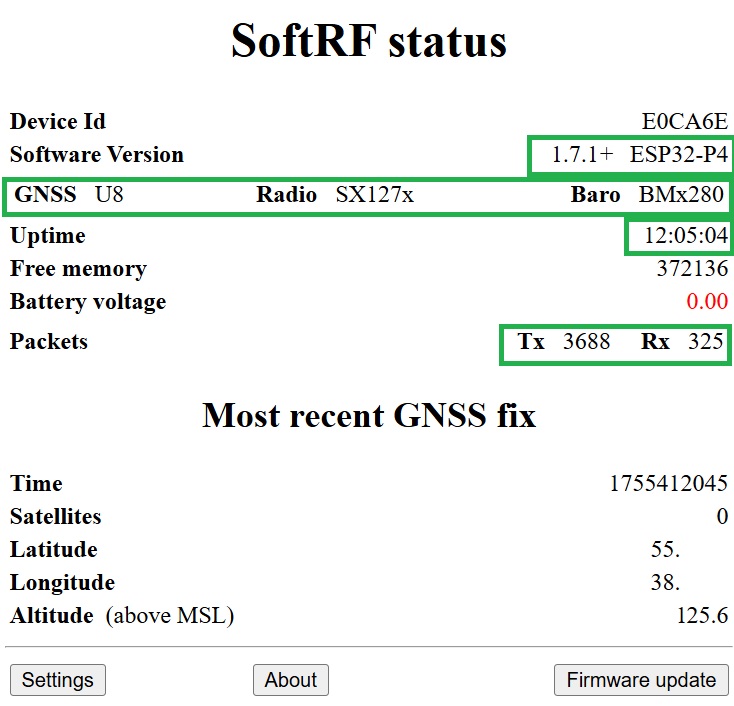 SoftRF status
Device Id E0CA6E
Software Version 1.7.1+ ESP32-P4
GNSS U8 Radio SX127x Baro BMx280
Uptime 12:05:04
Free memory 372136
Battery voltage 0.00
Packets Tx 3688 Rx 325
Most recent GNSS fix
Time 1755412045
Satellites 0
Latitude 55.
Longitude 38.
Altitude (above MSL) 125.6
Settings About Firmware update